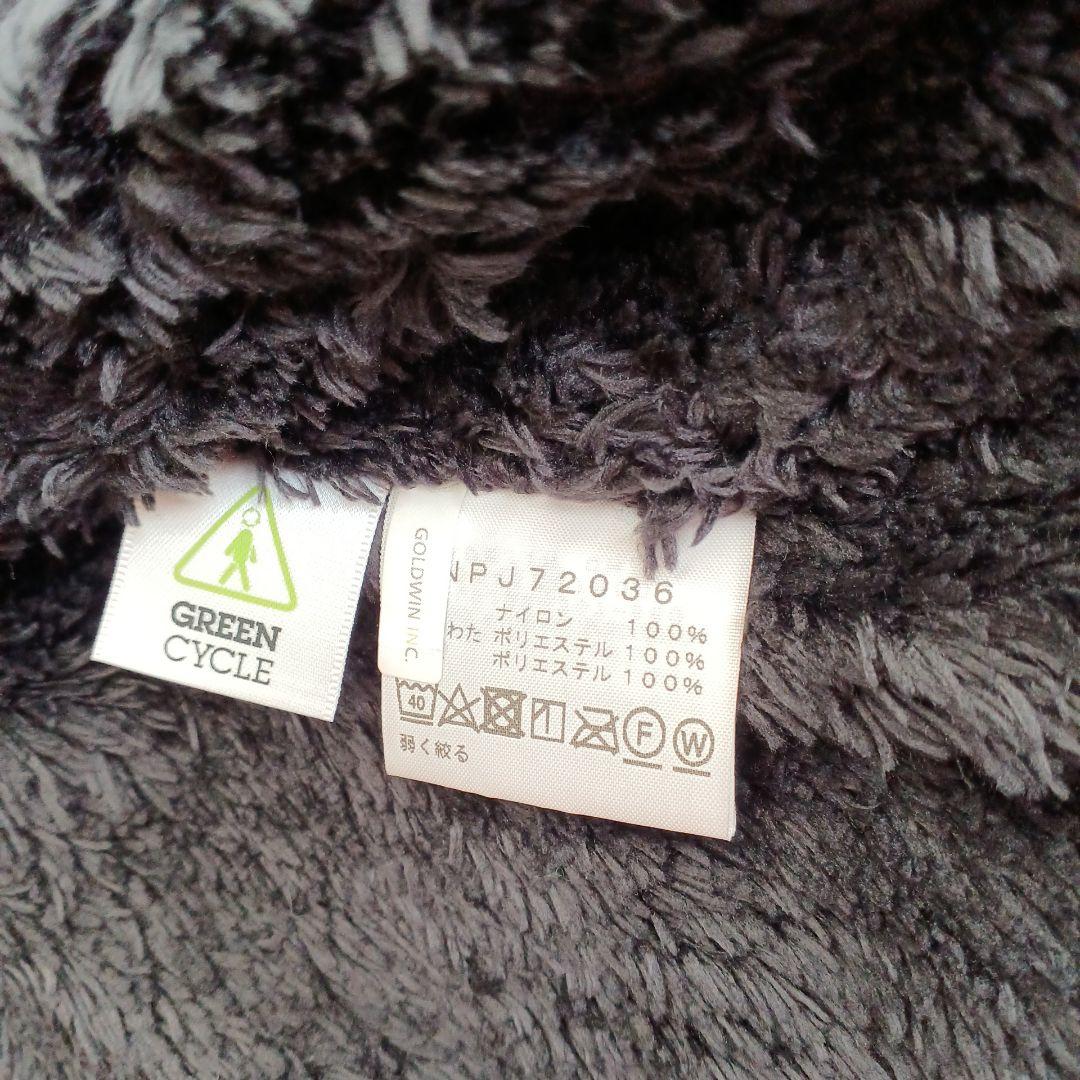 GREEN
CYCLE
GOLDWIN INC.
NPJ72036
ナイロン 100%
わた ポリエステル 100%
ポリエステル 100%
40
F
W
弱く絞る